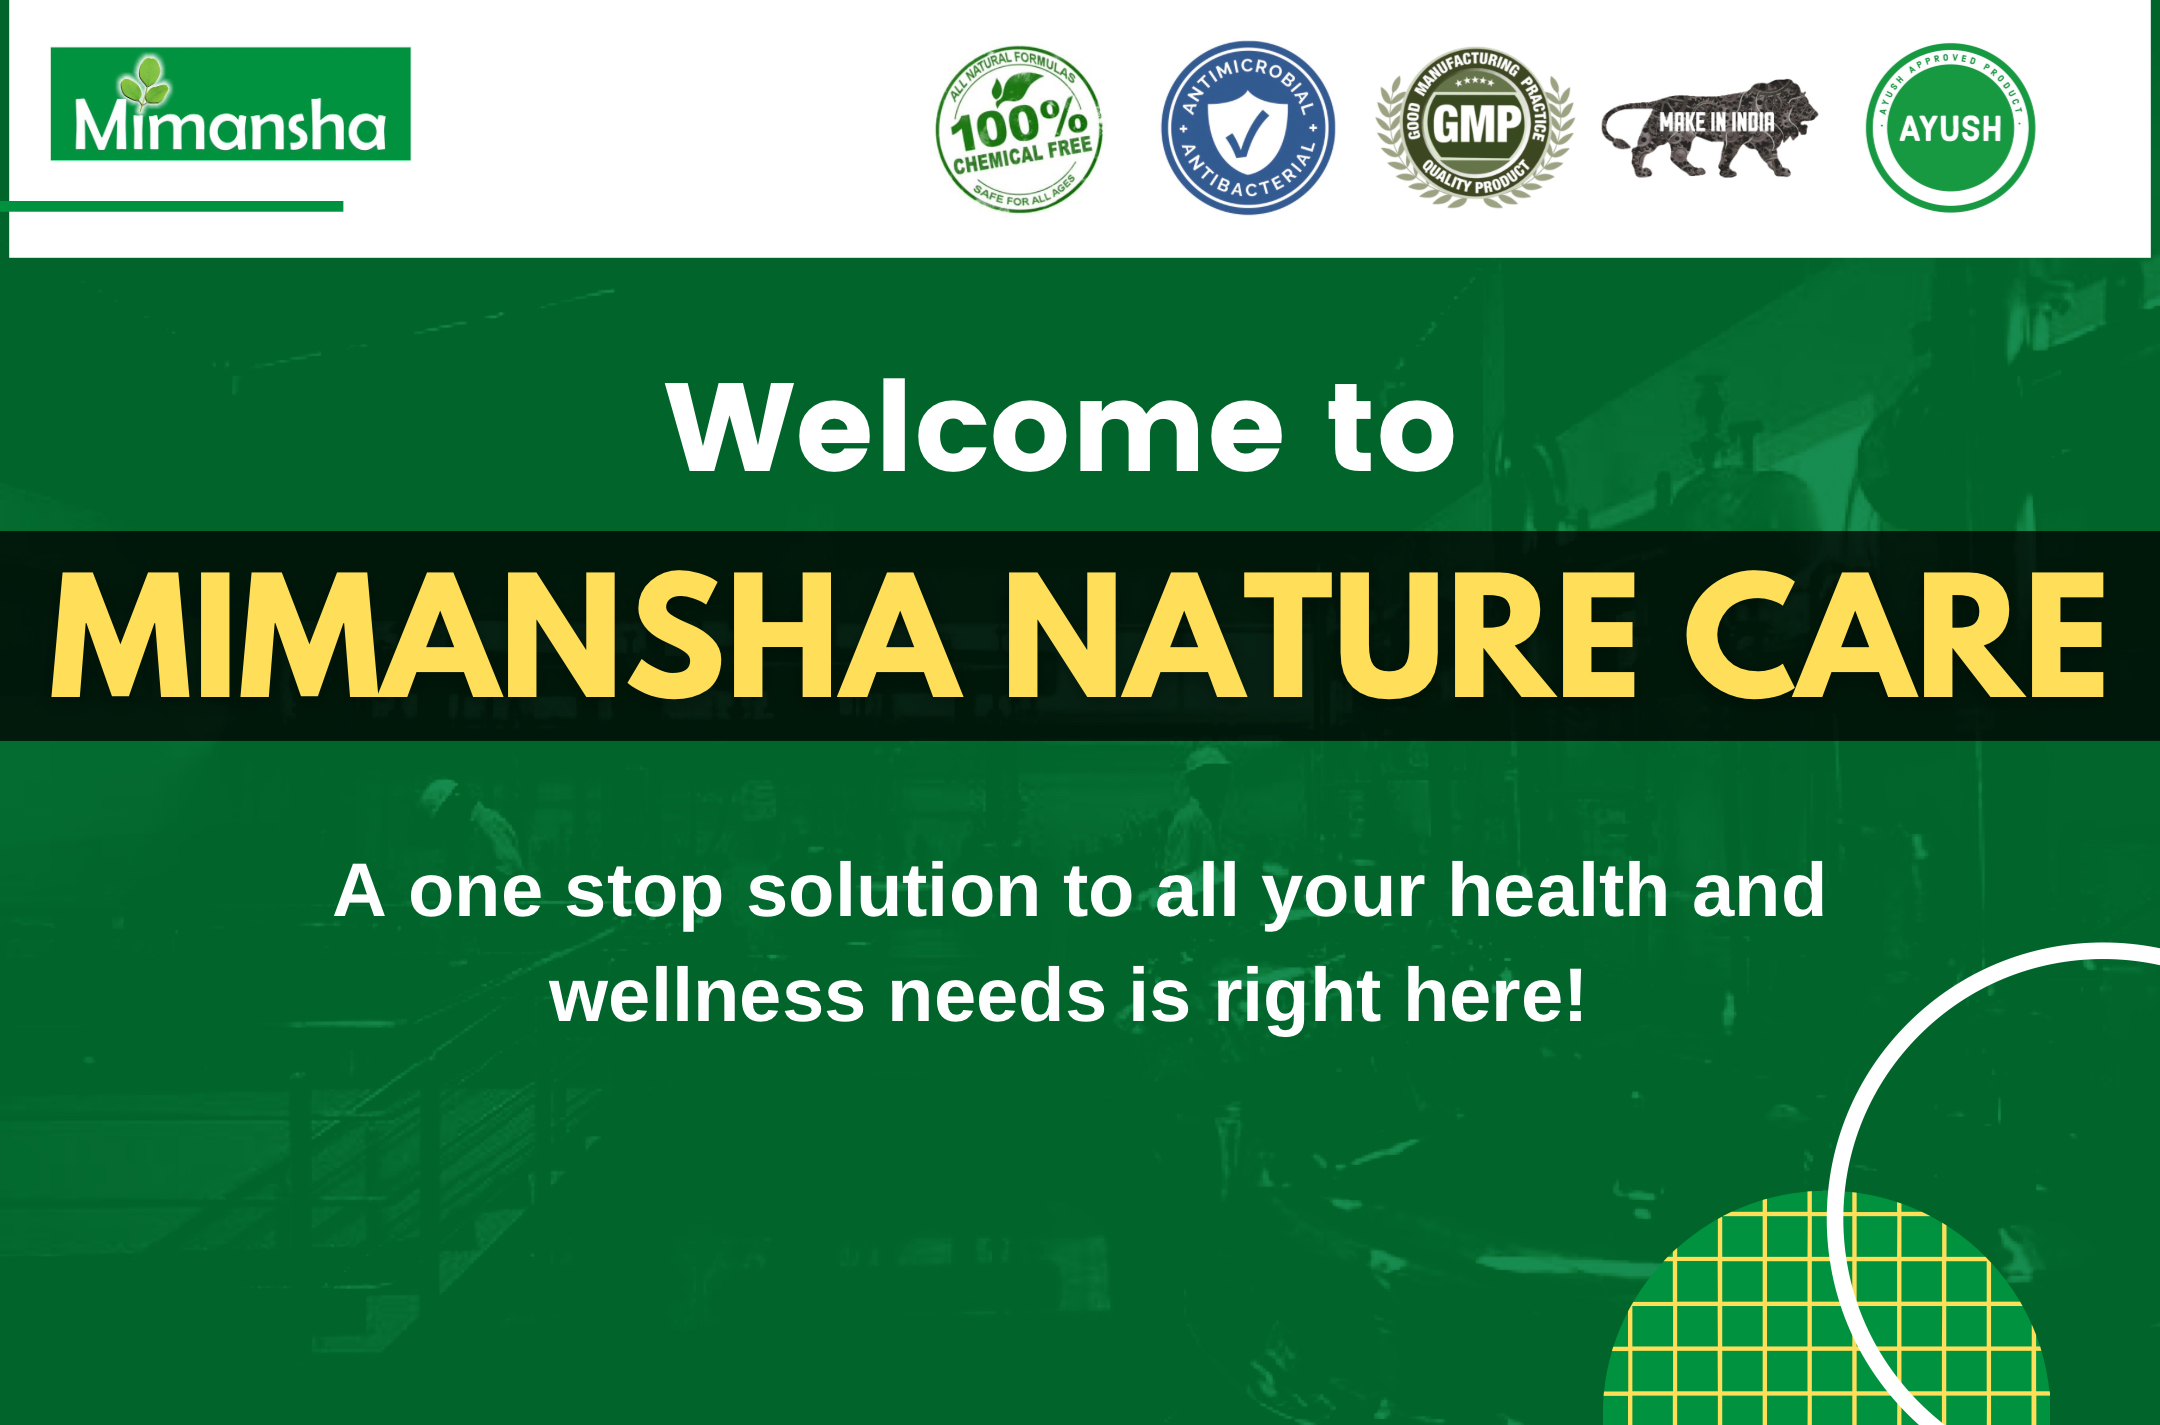 Mimansha
ALL NATURAL FORMULAS
100%
CHEMICAL FREE
SAFE FOR ALL AGES
ANTIMICROBIAL
ANTIBACTERIAL
GOOD MANUFACTURING PRACTICE
GMP
QUALITY PRODUCT
MAKE IN INDIA
AYUSH APPROVED PRODUCT
AYUSH
Welcome to
MIMANSHA NATURE CARE
A one stop solution to all your health and
wellness needs is right here!